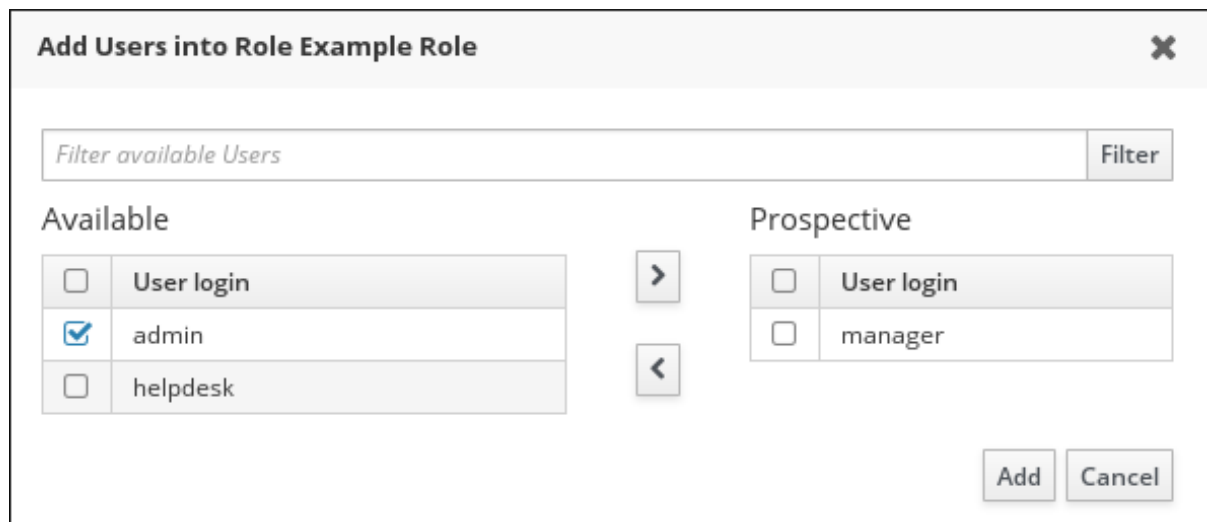 Add Users into Role Example Role
Filter available Users
Filter
Available
Prospective
User login
User login
admin
manager
helpdesk
Add
Cancel